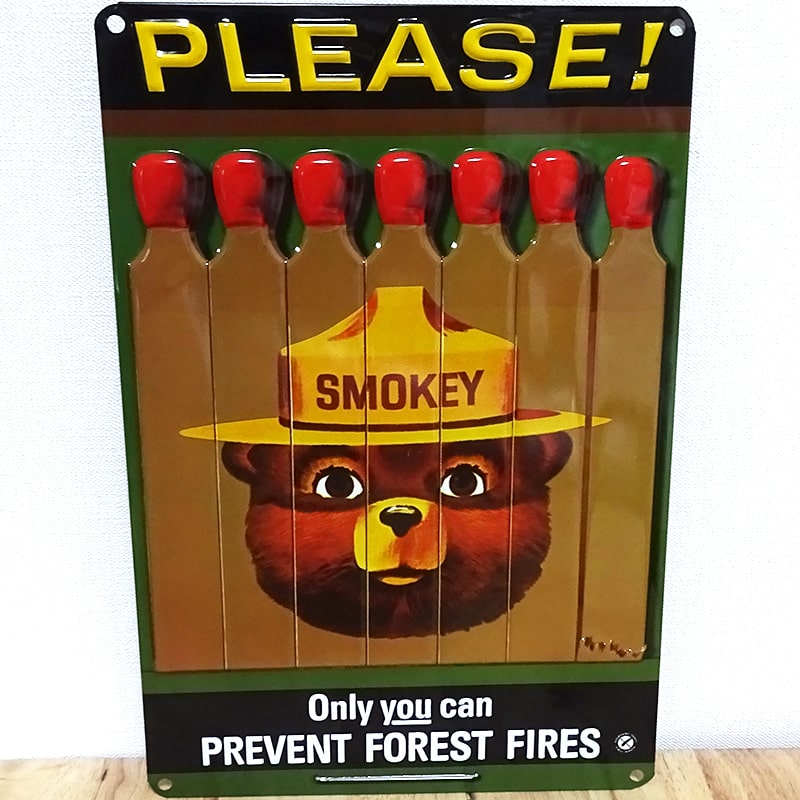 PLEASE!
SMOKEY
Only you can
PREVENT FOREST FIRES